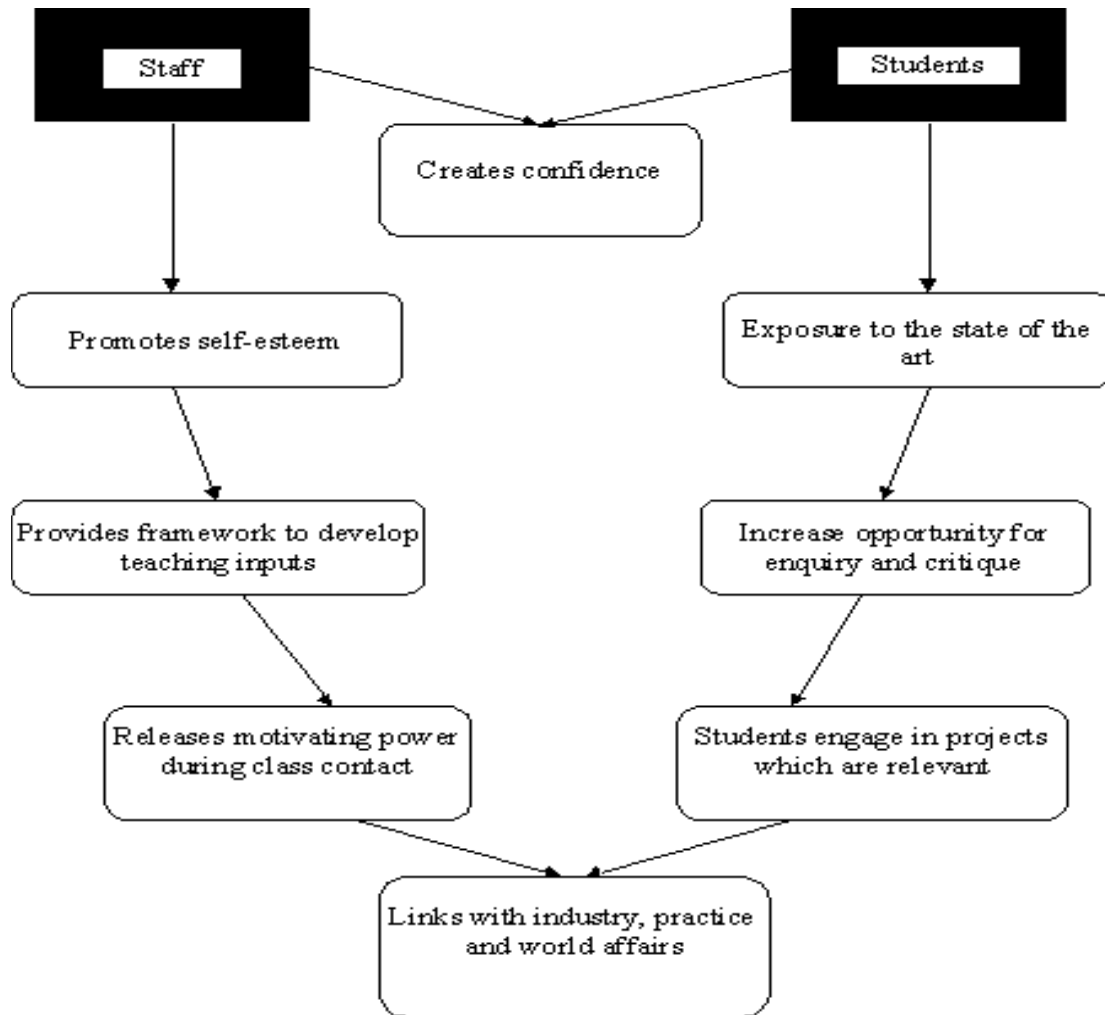 Staff
Students
Creates confidence
Promotes self-esteem
Exposure to the state of the
art
Provides framework to develop
teaching inputs
Increase opportunity for
enquiry and critique
Releases motivating power
during class contact
Students engage in projects
which are relevant
Links with industry, practice
and world affairs